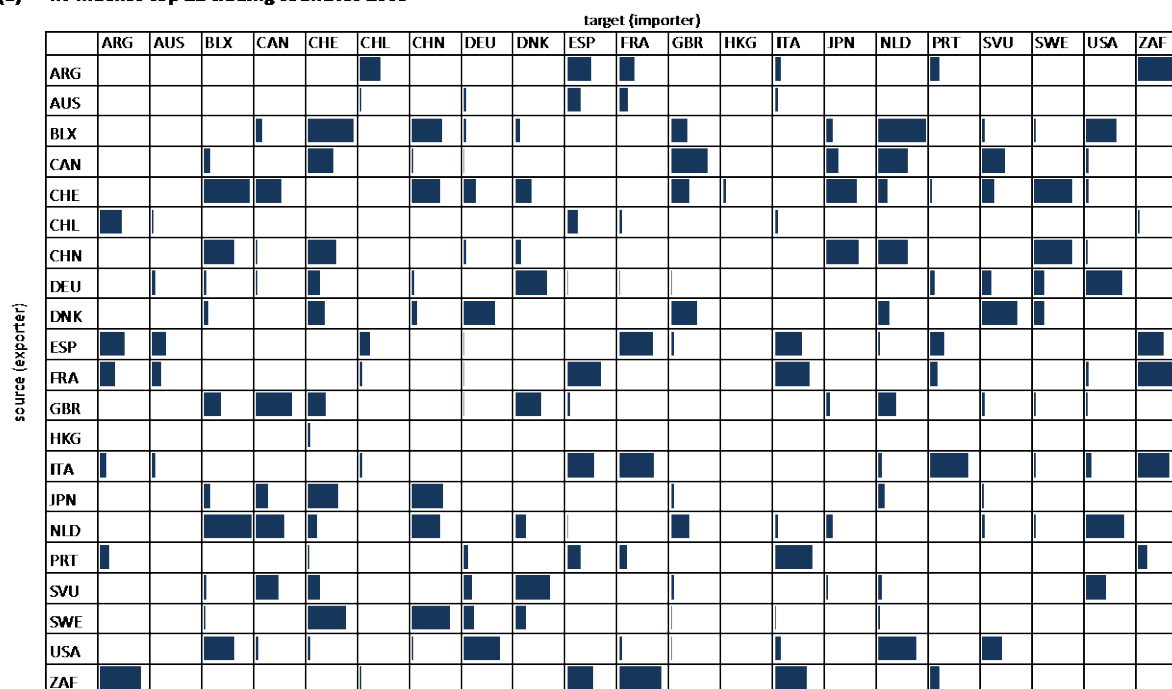 target (importer)
ARG AUS BLX CAN CHE CHL CHN DEU DNK ESP FRA GBR HKG ITA JPN NLD PRT SVU SWE USA ZAF
ARG
AUS
BLX
CAN
CHE
CHL
CHN
DEU
DNK
ESP
FRA
GBR
HKG
ITA
JPN
NLD
PRT
SVU
SWE
USA
ZAF
source (exporter)